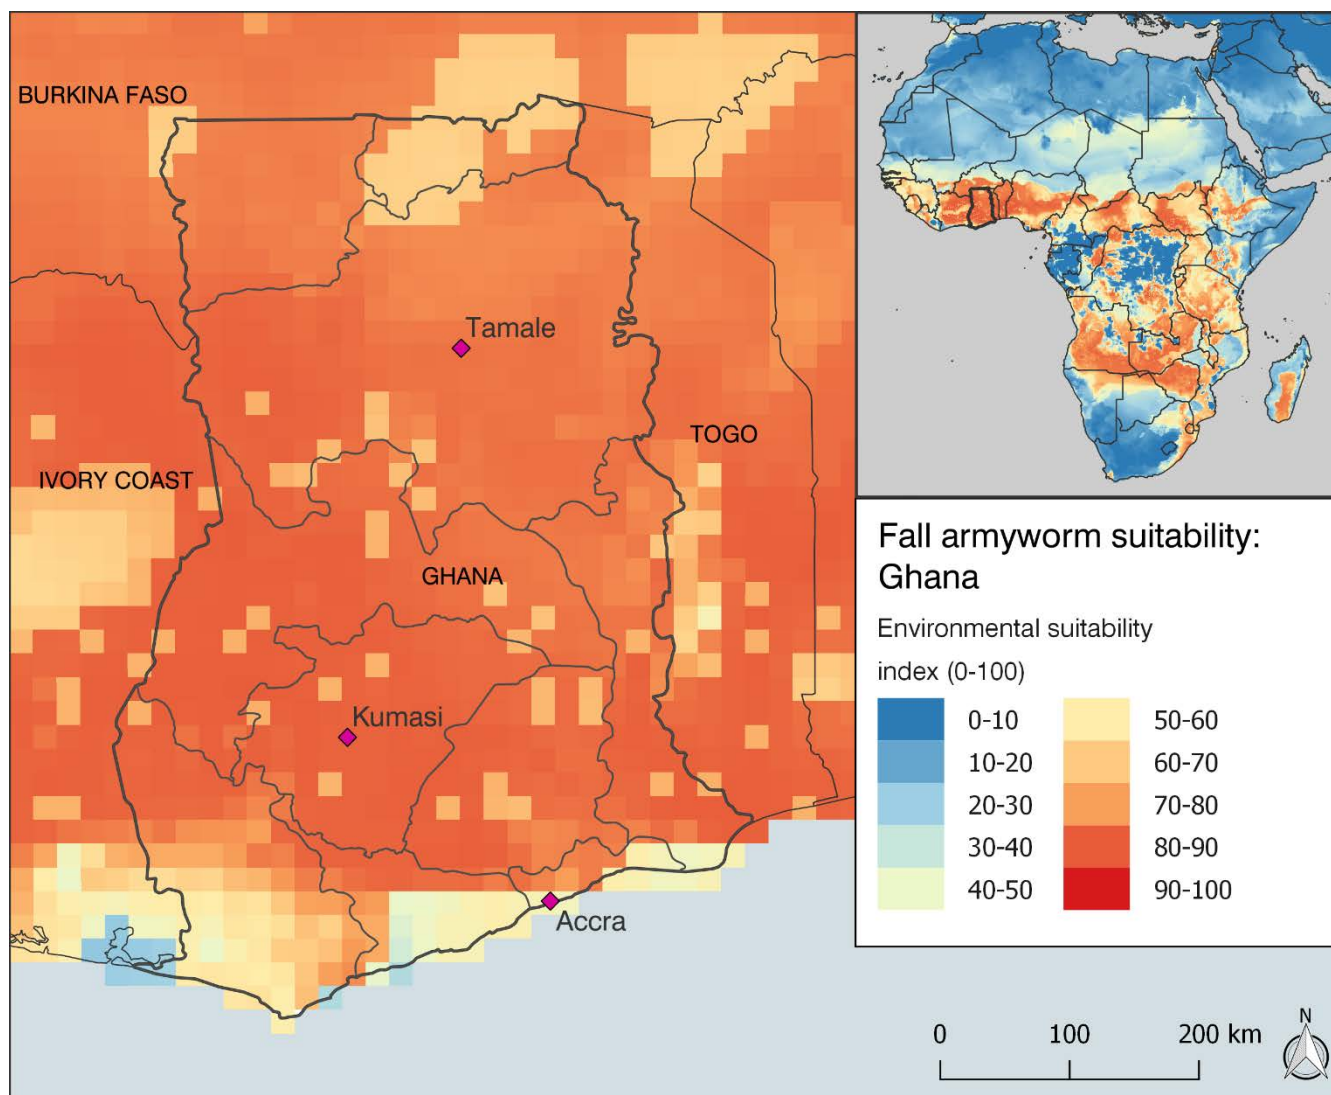 BURKINA FASO
Tamale
TOGO
IVORY COAST
GHANA
Kumasi
Accra
Fall armyworm suitability:
Ghana
Environmental suitability
index (0-100)
0-10
10-20
20-30
30-40
40-50
50-60
60-70
70-80
80-90
90-100
0 100 200 km
N